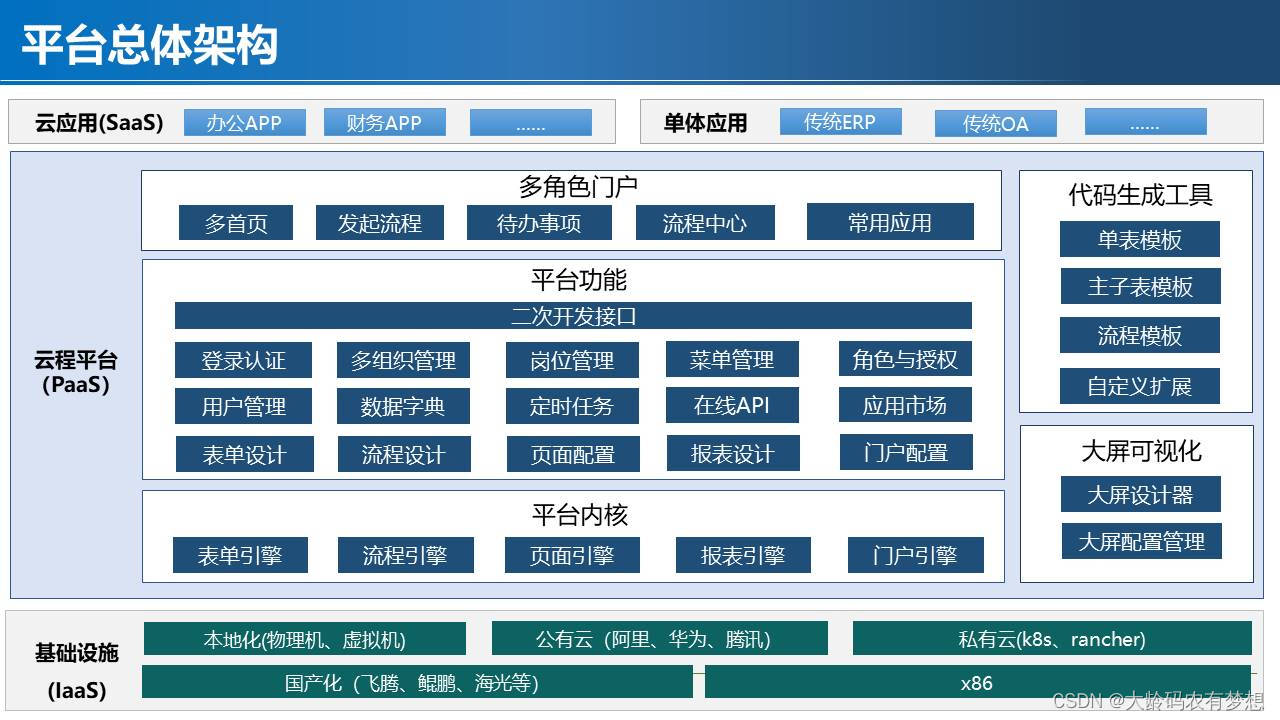 平台总体架构
云应用(SaaS)
办公APP
财务APP
......
单体应用
传统ERP
传统OA
......
云程平台
（PaaS）
多角色门户
多首页
发起流程
待办事项
流程中心
常用应用
平台功能
二次开发接口
登录认证
多组织管理
岗位管理
菜单管理
角色与授权
用户管理
数据字典
定时任务
在线API
应用市场
表单设计
流程设计
页面配置
报表设计
门户配置
平台内核
表单引擎
流程引擎
页面引擎
报表引擎
门户引擎
代码生成工具
单表模板
主子表模板
流程模板
自定义扩展
大屏可视化
大屏设计器
大屏配置管理
基础设施
(IaaS)
本地化(物理机、虚拟机)
公有云（阿里、华为、腾讯）
私有云(k8s、rancher)
国产化（飞腾、鲲鹏、海光等）
x86
CSDN @大龄码农有梦想